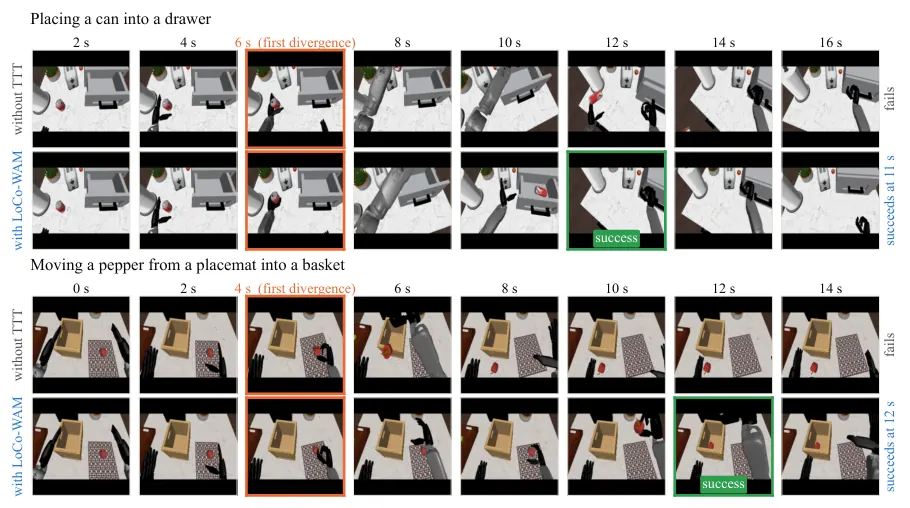 Placing a can into a drawer
2 s 4 s 6 s (first divergence) 8 s 10 s 12 s 14 s 16 s
without TTT
fails
with LoCo-WAM
success
succeeds at 11 s
Moving a pepper from a placemat into a basket
0 s 2 s 4 s (first divergence) 6 s 8 s 10 s 12 s 14 s
without TTT
fails
with LoCo-WAM
success
succeeds at 12 s